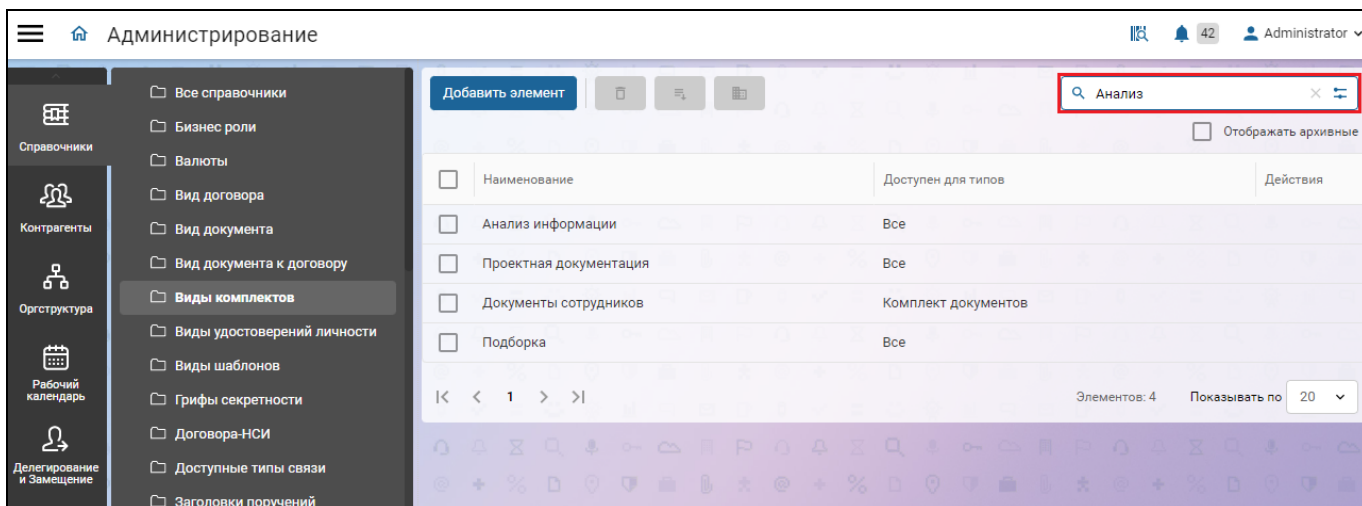 Администрирование
42
Administrator
Справочники
Контрагенты
Оргструктура
Рабочий
календарь
Делегирование
и Замещение
Все справочники
Бизнес роли
Валюты
Вид договора
Вид документа
Вид документа к договору
Виды комплектов
Виды удостоверений личности
Виды шаблонов
Грифы секретности
Договора-НСИ
Доступные типы связи
Заголовки поручений
Добавить элемент
Анализ
Отображать архивные
Наименование Доступен для типов Действия
Анализ информации Все
Проектная документация Все
Документы сотрудников Комплект документов
Подборка Все
1
Элементов: 4 Показывать по 20